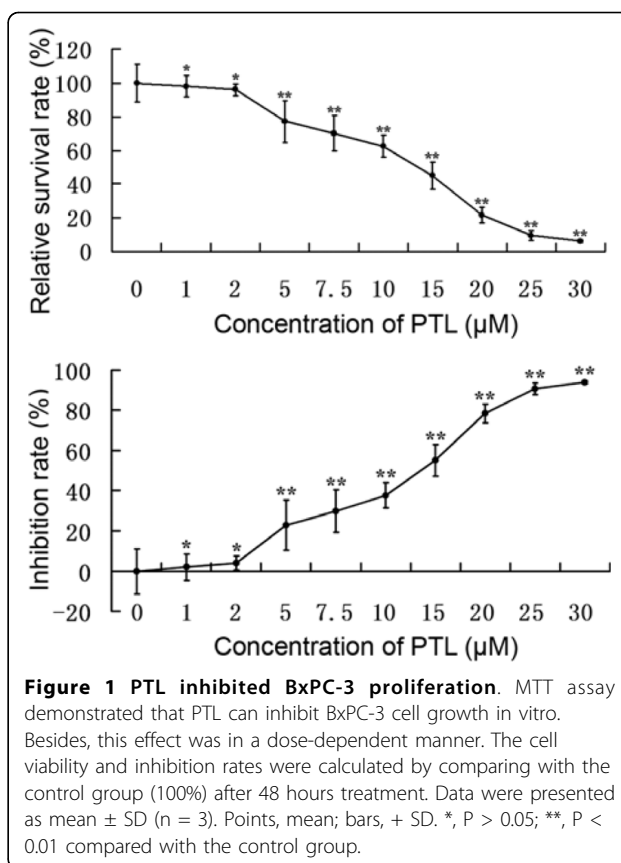 120
100
80
60
40
20
0
Relative survival rate (%)
* * ** ** ** ** ** ** **
0 1 2 5 7.5 10 15 20 25 30
Concentration of PTL (µM)
100
80
60
40
20
0
-20
Inhibition rate (%)
* * ** ** ** ** ** ** **
0 1 2 5 7.5 10 15 20 25 30
Concentration of PTL (µM)
Figure 1 PTL inhibited BxPC-3 proliferation. MTT assay
demonstrated that PTL can inhibit BxPC-3 cell growth in vitro.
Besides, this effect was in a dose-dependent manner. The cell
viability and inhibition rates were calculated by comparing with the
control group (100%) after 48 hours treatment. Data were presented
as mean ± SD (n = 3). Points, mean; bars, + SD. *, P > 0.05; **, P <
0.01 compared with the control group.